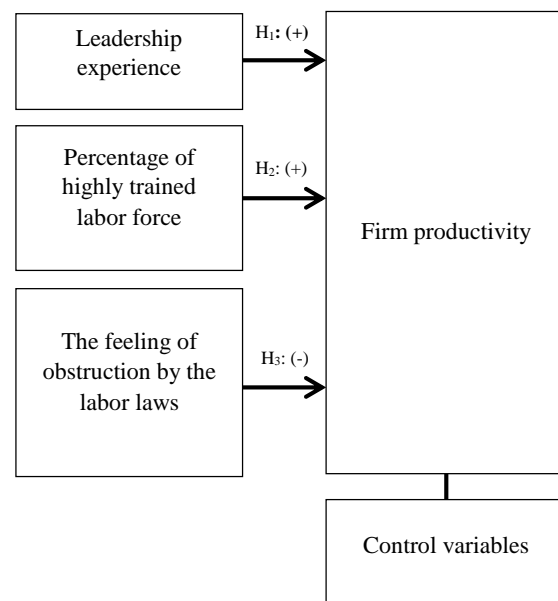 Leadership
experience
H₁: (+)
Percentage of
highly trained
labor force
H₂: (+)
Firm productivity
The feeling of
obstruction by the
labor laws
H₃: (-)
Control variables